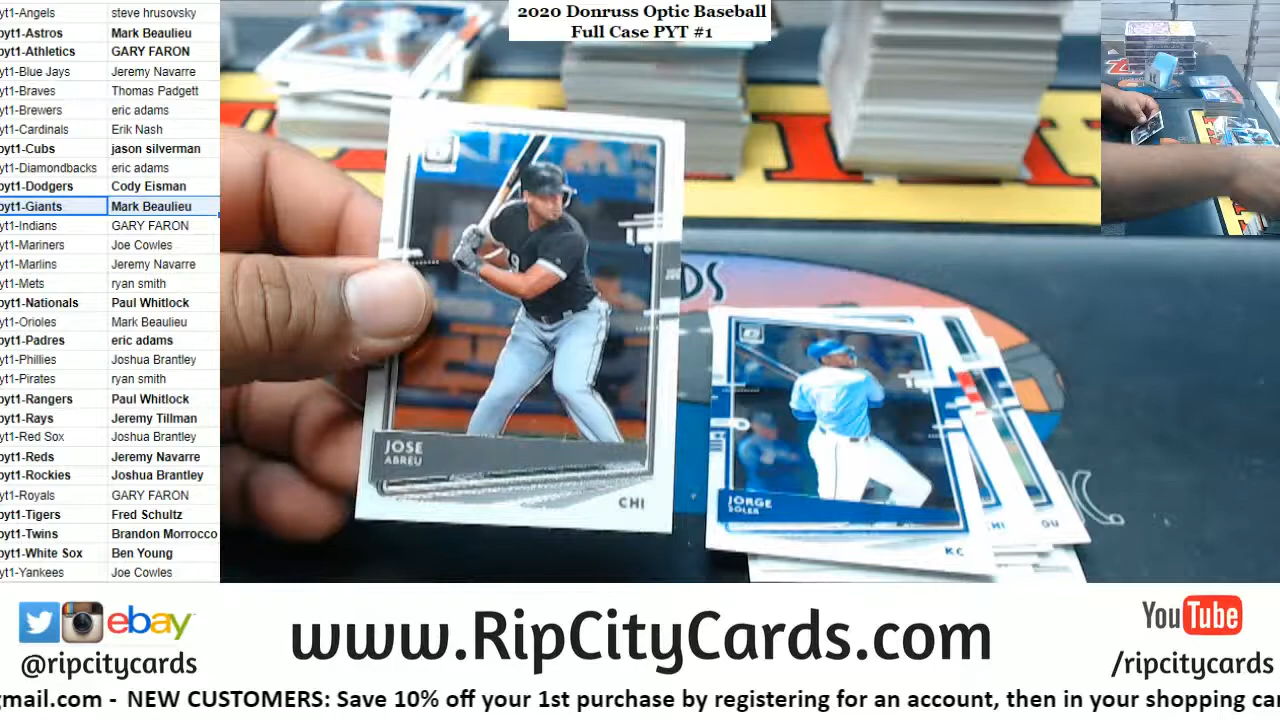 2020 Donruss Optic Baseball
Full Case PYT #1
yt1-Angels steve hrusovsky
pyt1-Astros Mark Beaulieu
pyt1-Athletics GARY FARON
yt1-Blue Jays Jeremy Navarre
yt1-Braves Thomas Padgett
yt1-Brewers eric adams
yt1-Cardinals Erik Nash
pyt1-Cubs jason silverman
yt1-Diamondbacks eric adams
pyt1-Dodgers Cody Eisman
pyt1-Giants Mark Beaulieu
yt1-Indians GARY FARON
yt1-Mariners Joe Cowles
yt1-Marlins Jeremy Navarre
yt1-Mets ryan smith
pyt1-Nationals Paul Whitlock
yt1-Orioles Mark Beaulieu
pyt1-Padres eric adams
yt1-Phillies Joshua Brantley
yt1-Pirates ryan smith
pyt1-Rangers Paul Whitlock
pyt1-Rays Jeremy Tillman
yt1-Red Sox Joshua Brantley
pyt1-Reds Jeremy Navarre
pyt1-Rockies Joshua Brantley
yt1-Royals GARY FARON
pyt1-Tigers Fred Schultz
pyt1-Twins Brandon Morrocco
pyt1-White Sox Ben Young
yt1-Yankees Joe Cowles
JOSE
ABREU
CHI
JORGE
SOLER
KC
HI
OU
DS
ebay
@ripcitycards
www.RipCityCards.com
YouTube
/ripcitycards
gmail.com - NEW CUSTOMERS: Save 10% off your 1st purchase by registering for an account, then in your shopping car